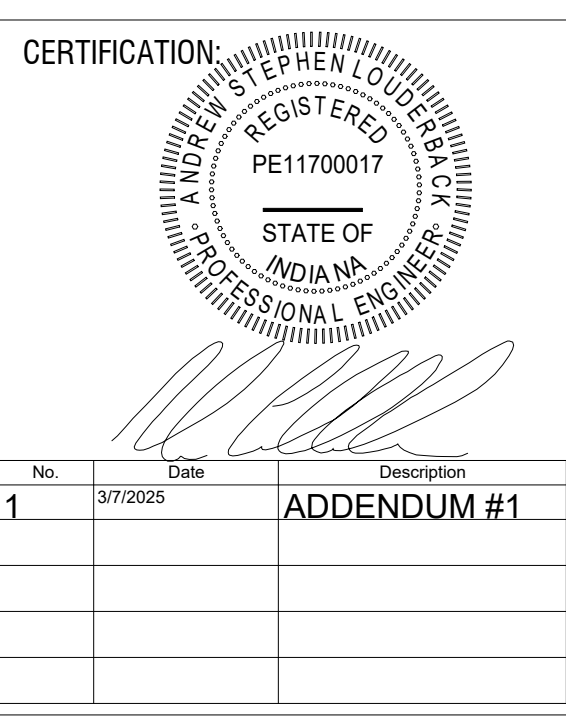 CERTIFICATION:
ANDREW STEPHEN LOUDERBACK
REGISTERED
PE11700017
STATE OF
INDIANA
PROFESSIONAL ENGINEER
No. Date Description
1 3/7/2025 ADDENDUM #1